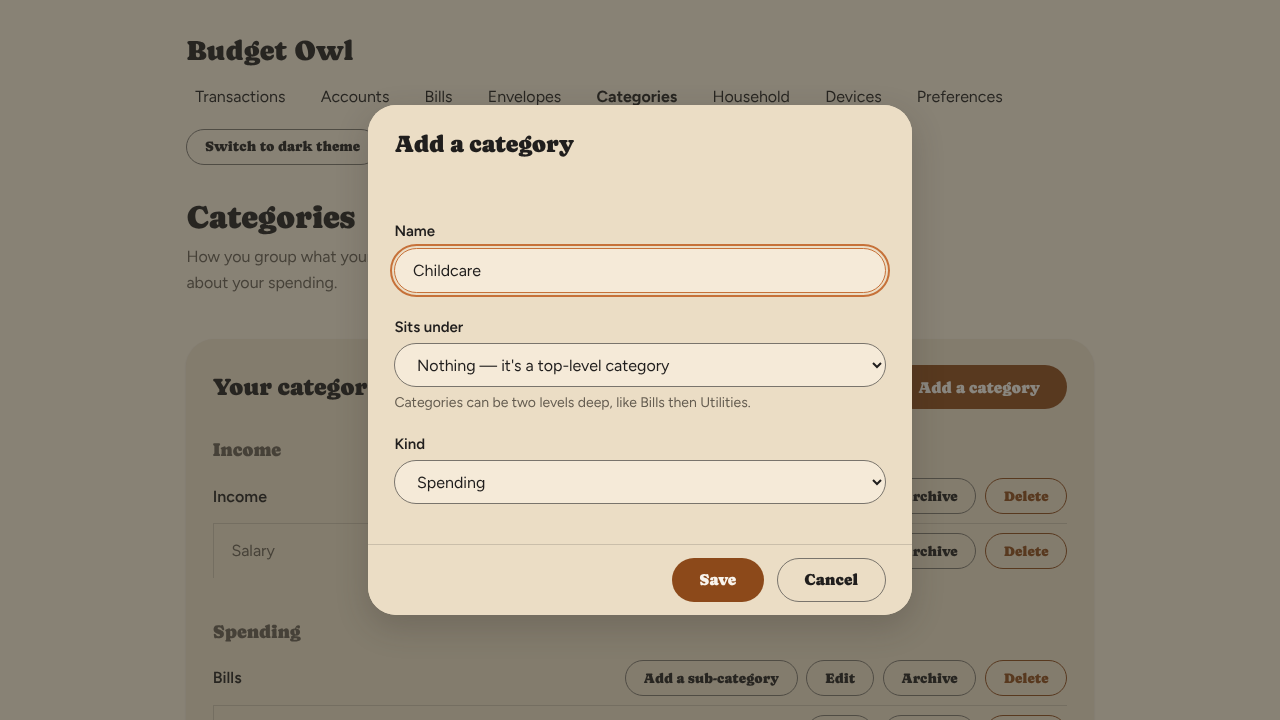 Budget Owl
Transactions Accounts Bills Envelopes Categories Household Devices Preferences
Switch to dark theme
Categories
How you group what you
about your spending.
Add a category
Name
Childcare
Sits under
Nothing — it's a top-level category
Categories can be two levels deep, like Bills then Utilities.
Kind
Spending
Save Cancel
Your categor
Add a category
Income
Income
rchive Delete
Salary
rchive Delete
Spending
Bills
Add a sub-category Edit Archive Delete